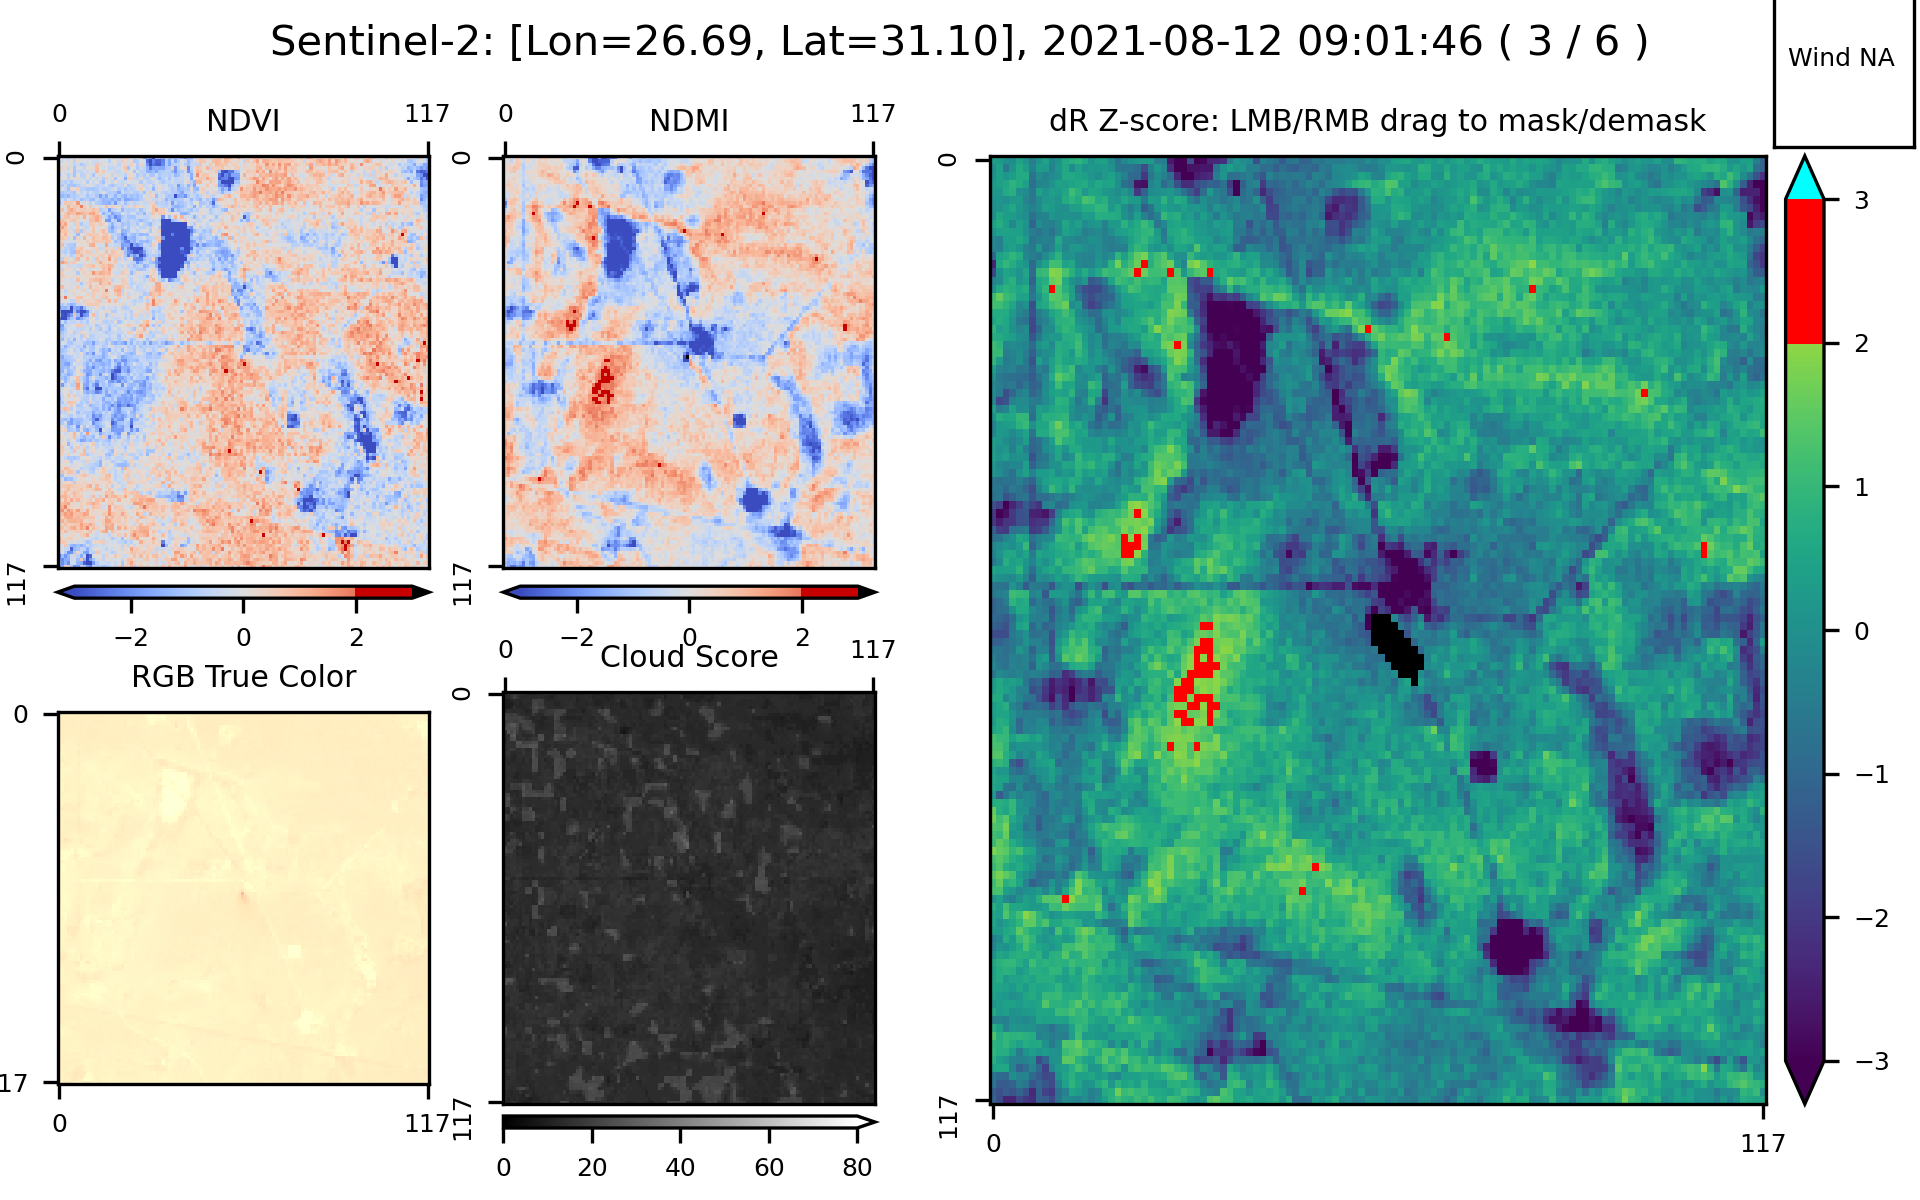 Sentinel-2: [Lon=26.69, Lat=31.10], 2021-08-12 09:01:46 ( 3 / 6 )
Wind NA
NDVI
0 117
0
117
−2 0 2
NDMI
0 117
0
117
−2 0 2
dR Z-score: LMB/RMB drag to mask/demask
0
117
0 117
3
2
1
0
−1
−2
−3
RGB True Color
0
17
0 117
Cloud Score
0 117
0
117
0 20 40 60 80